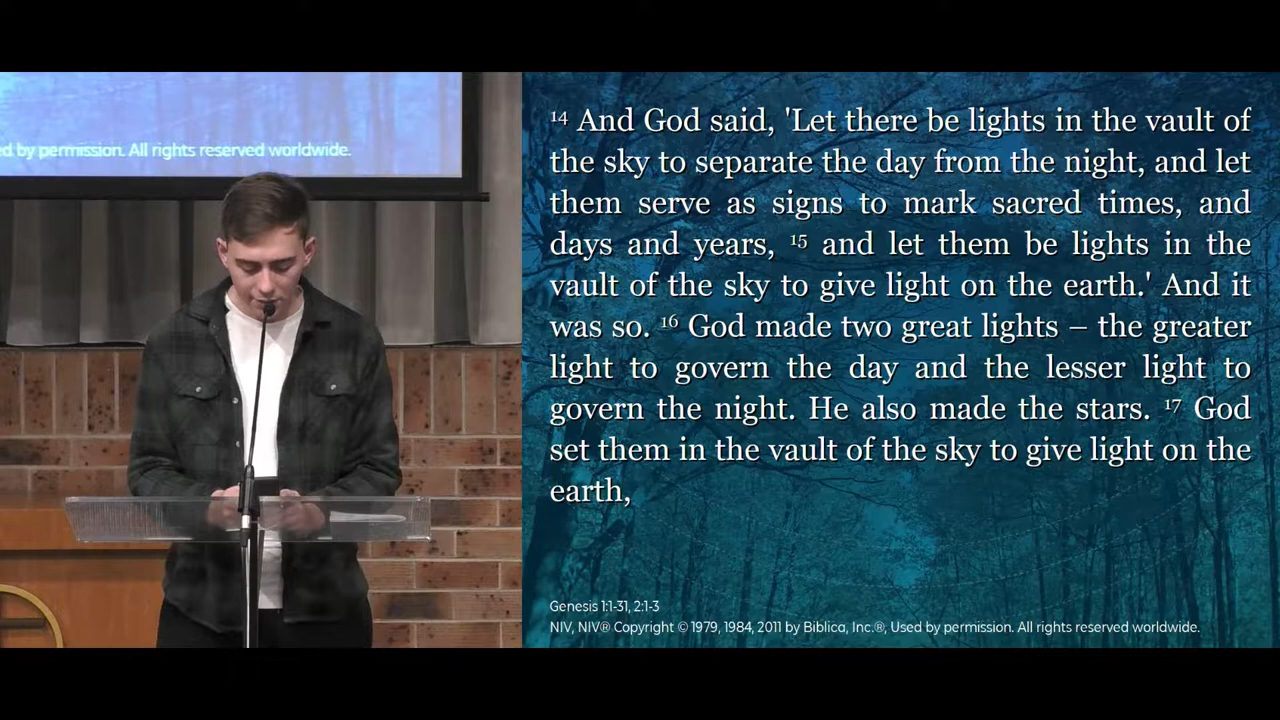 ed by permission. All rights reserved worldwide.
14 And God said, 'Let there be lights in the vault of
the sky to separate the day from the night, and let
them serve as signs to mark sacred times, and
days and years, 15 and let them be lights in the
vault of the sky to give light on the earth.' And it
was so. 16 God made two great lights – the greater
light to govern the day and the lesser light to
govern the night. He also made the stars. 17 God
set them in the vault of the sky to give light on the
earth,
Genesis 1:1-31, 2:1-3
NIV, NIV® Copyright © 1979, 1984, 2011 by Biblica, Inc.®, Used by permission. All rights reserved worldwide.